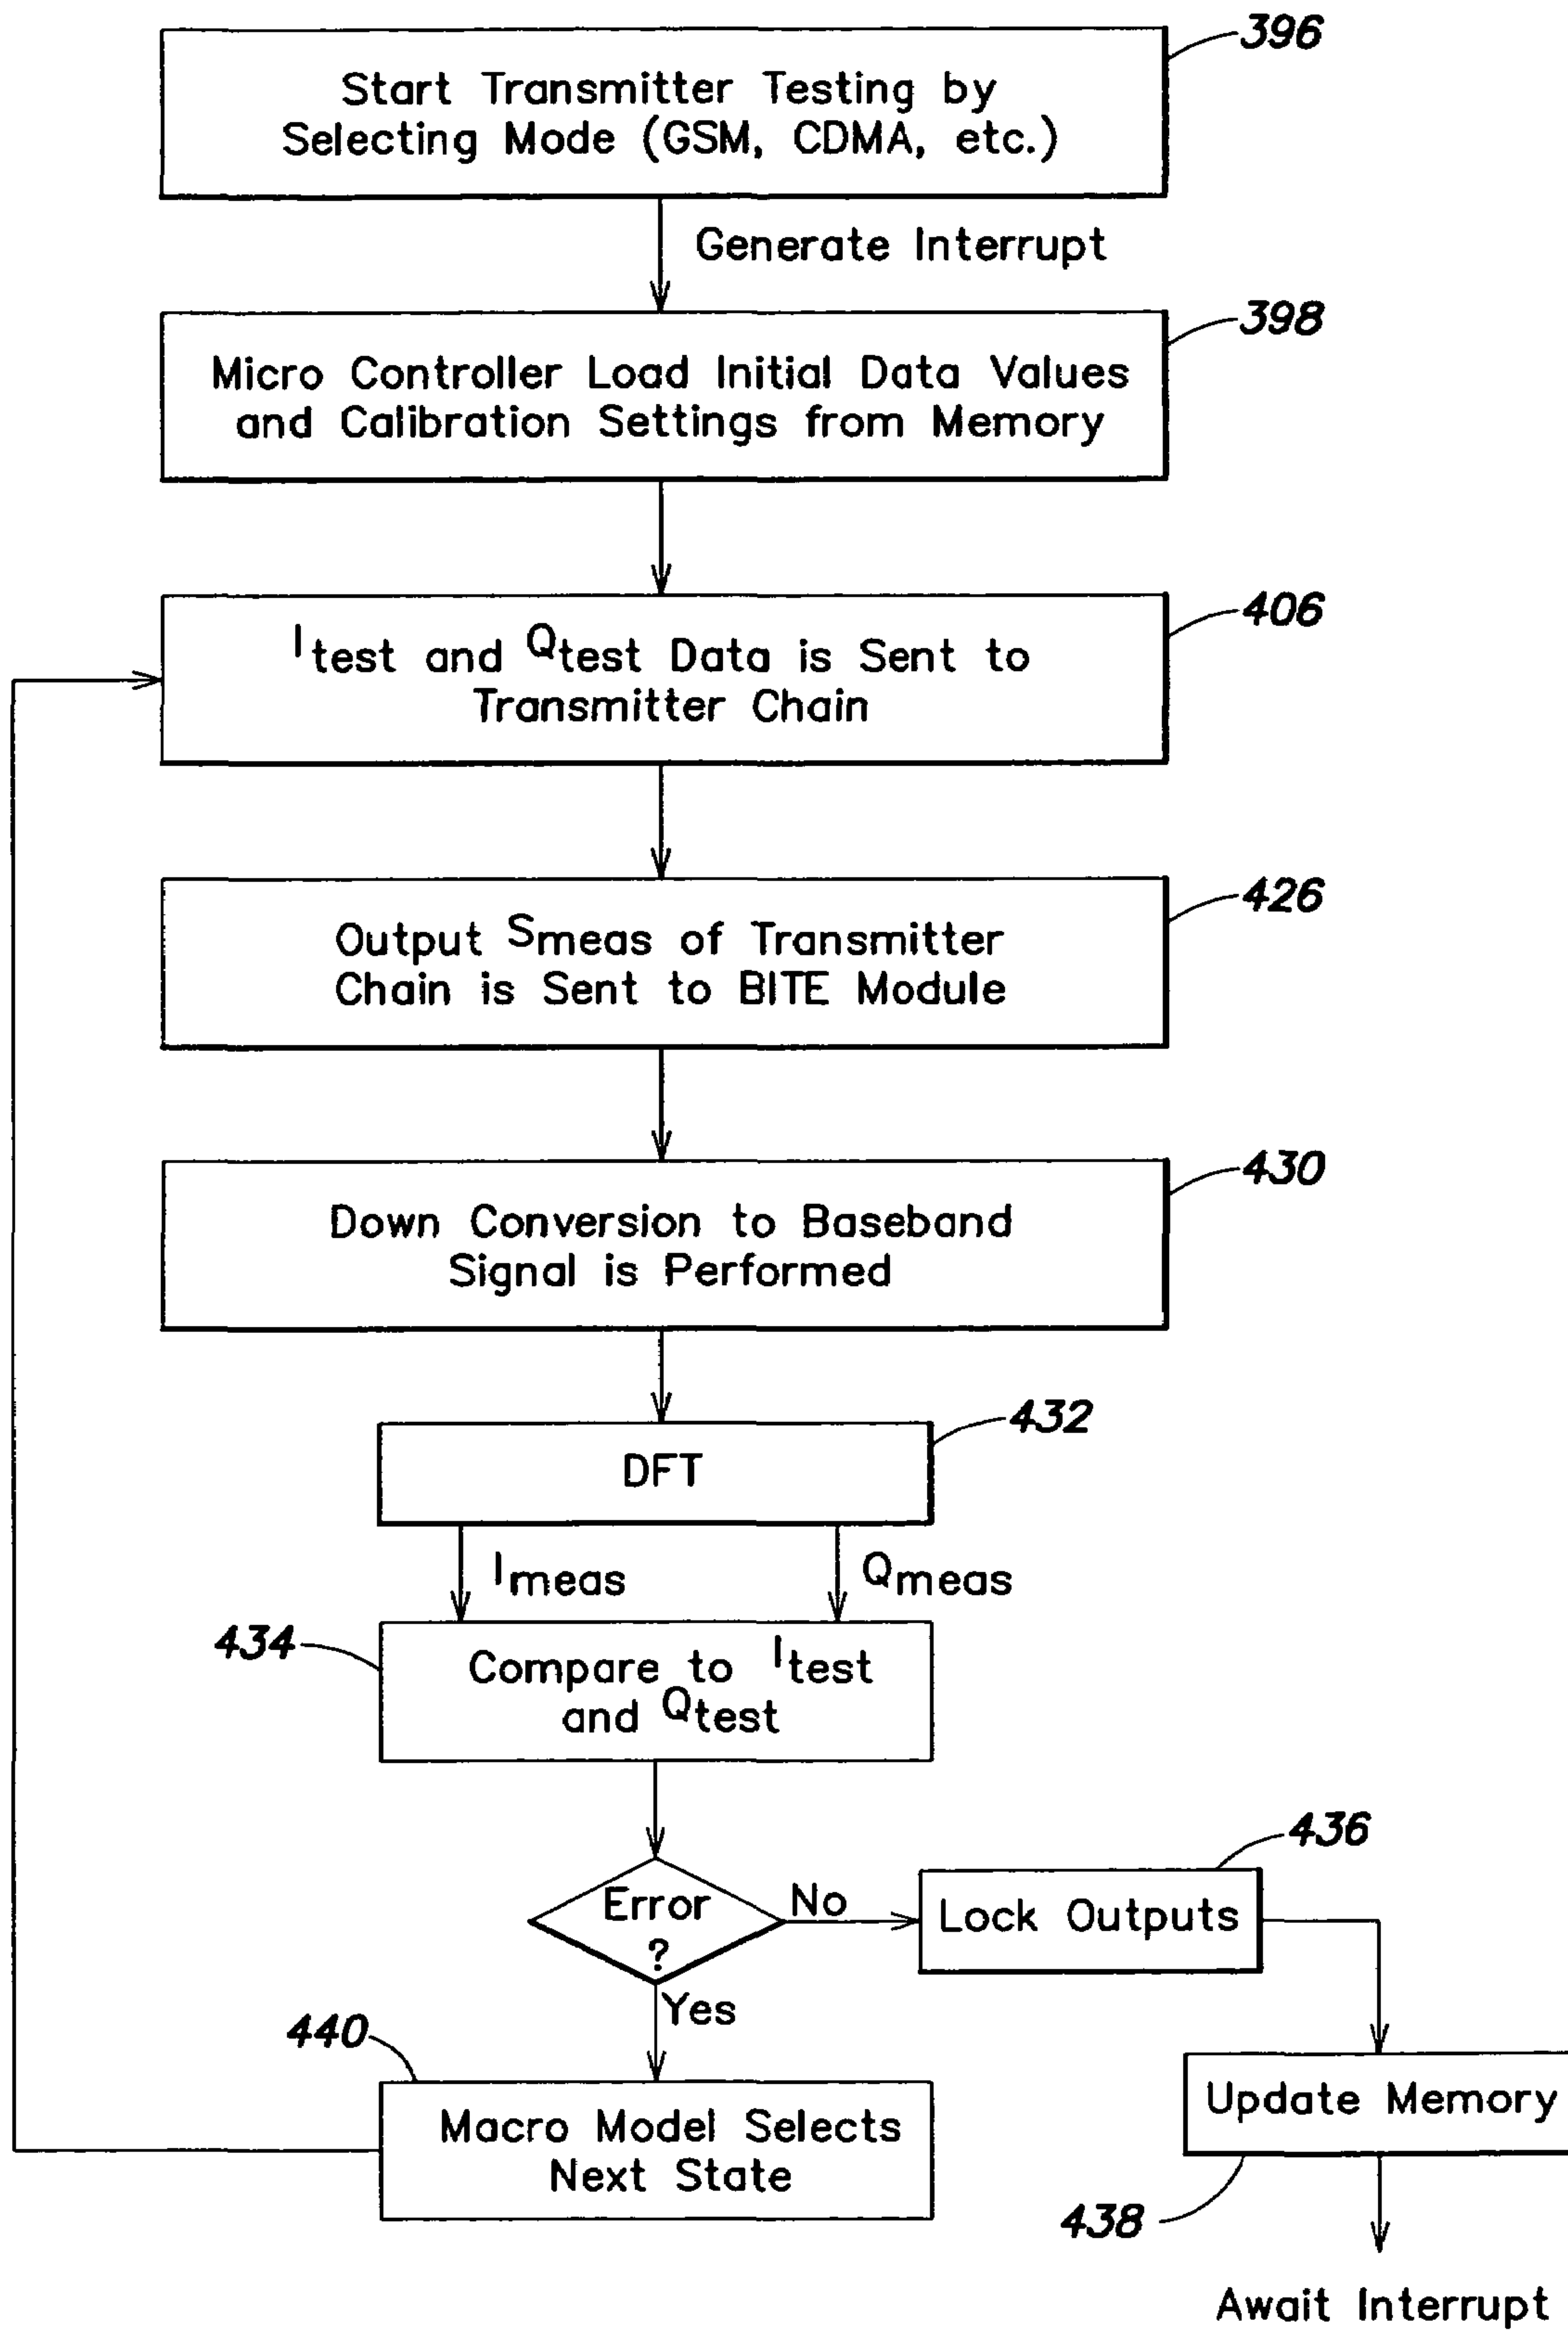 396
Start Transmitter Testing by
Selecting Mode (GSM, CDMA, etc.)
Generate Interrupt
398
Micro Controller Load Initial Data Values
and Calibration Settings from Memory
406
Itest and Qtest Data is Sent to
Transmitter Chain
426
Output Smeas of Transmitter
Chain is Sent to BITE Module
430
Down Conversion to Baseband
Signal is Performed
432
DFT
Imeas
Qmeas
434
Compare to Itest
and Qtest
Error
?
No
436
Lock Outputs
Yes
440
Macro Model Selects
Next State
Update Memory
438
Await Interrupt